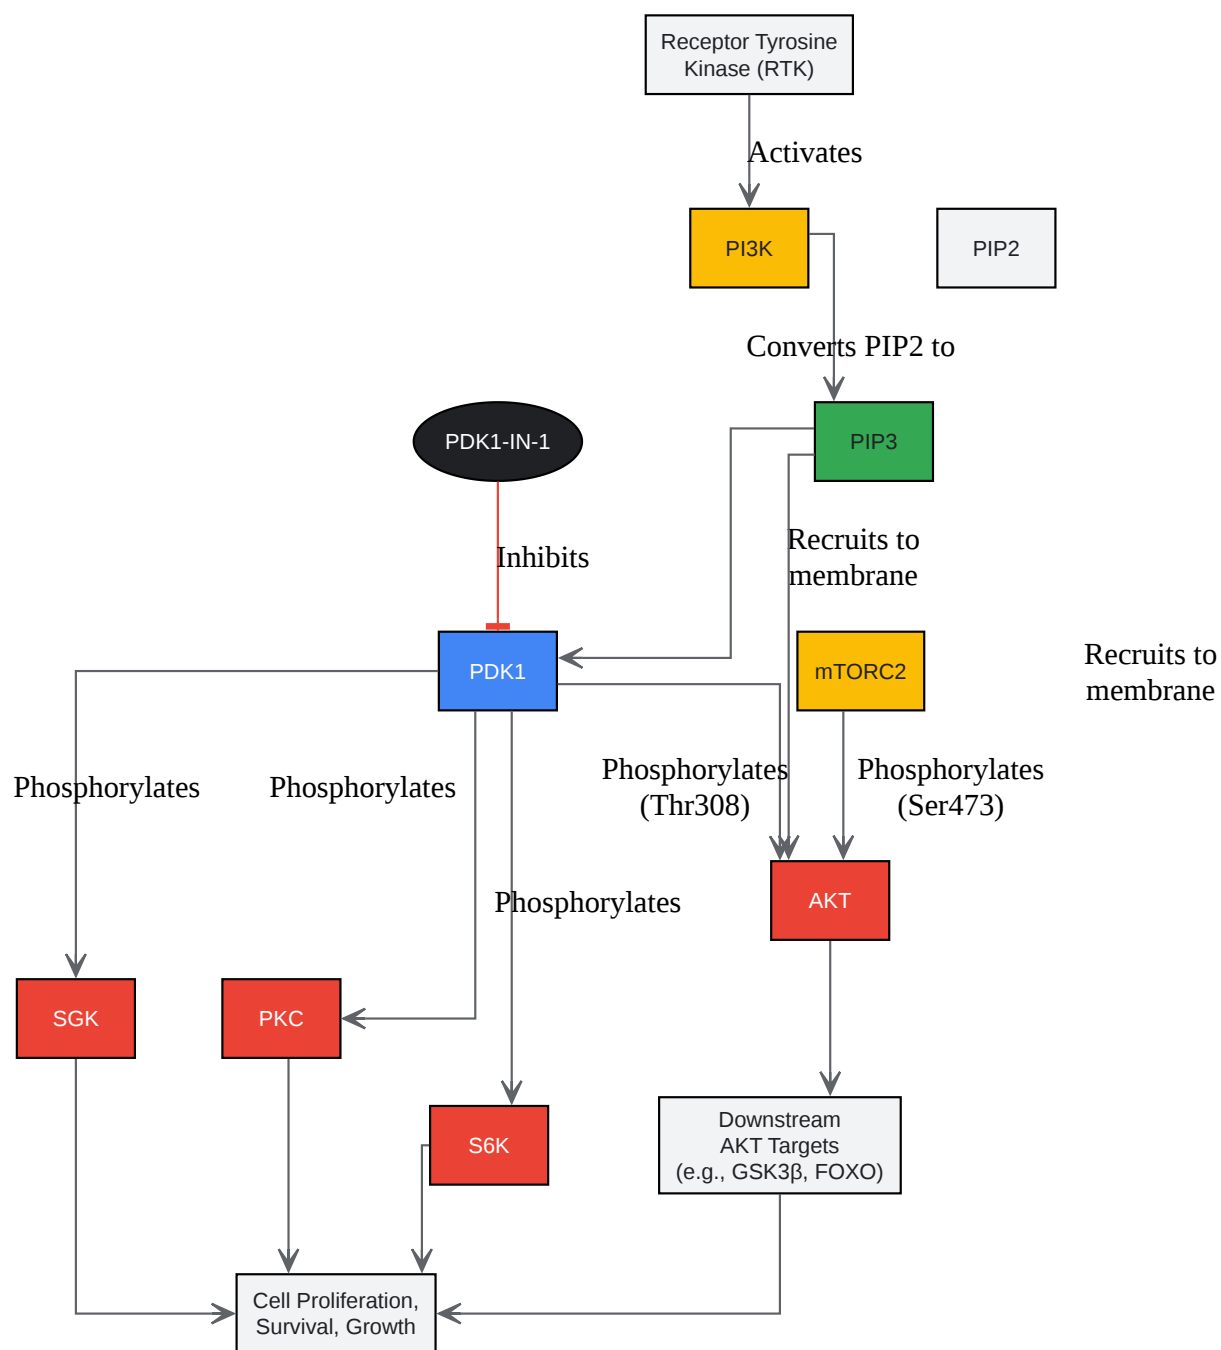 Receptor Tyrosine
Kinase (RTK)
Activates
PI3K
PIP2
Converts PIP2 to
PDK1-IN-1
PIP3
Inhibits
Recruits to
membrane
PDK1
mTORC2
Recruits to
membrane
Phosphorylates
Phosphorylates
Phosphorylates
(Thr308)
Phosphorylates
(Ser473)
Phosphorylates
AKT
SGK
PKC
S6K
Downstream
AKT Targets
(e.g., GSK3β, FOXO)
Cell Proliferation,
Survival, Growth